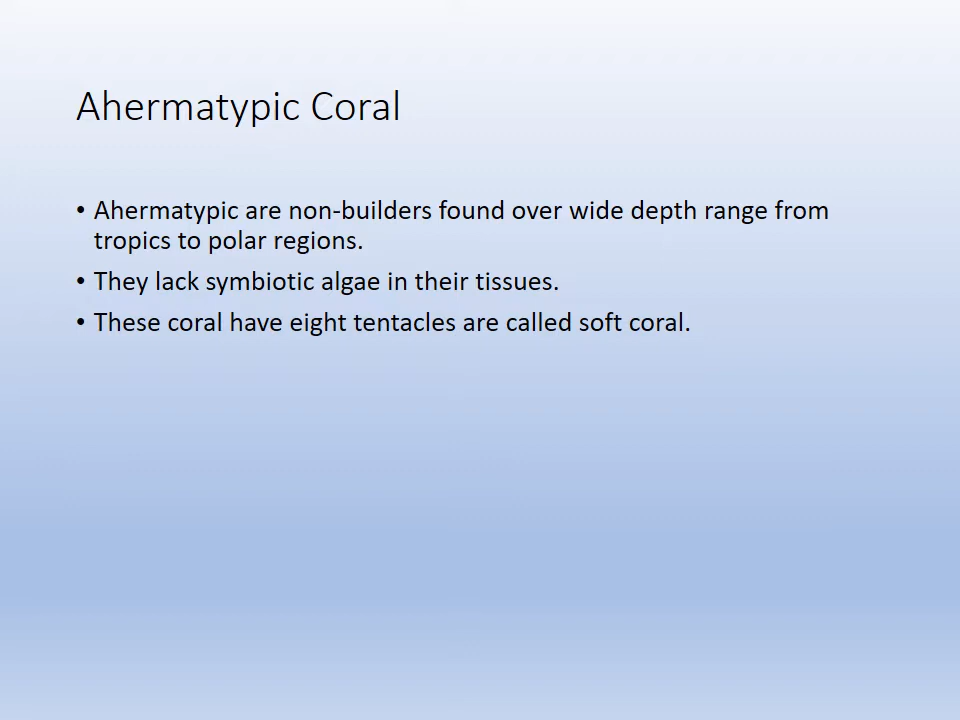 Ahermatypic Coral
• Ahermatypic are non-builders found over wide depth range from
tropics to polar regions.
• They lack symbiotic algae in their tissues.
• These coral have eight tentacles are called soft coral.